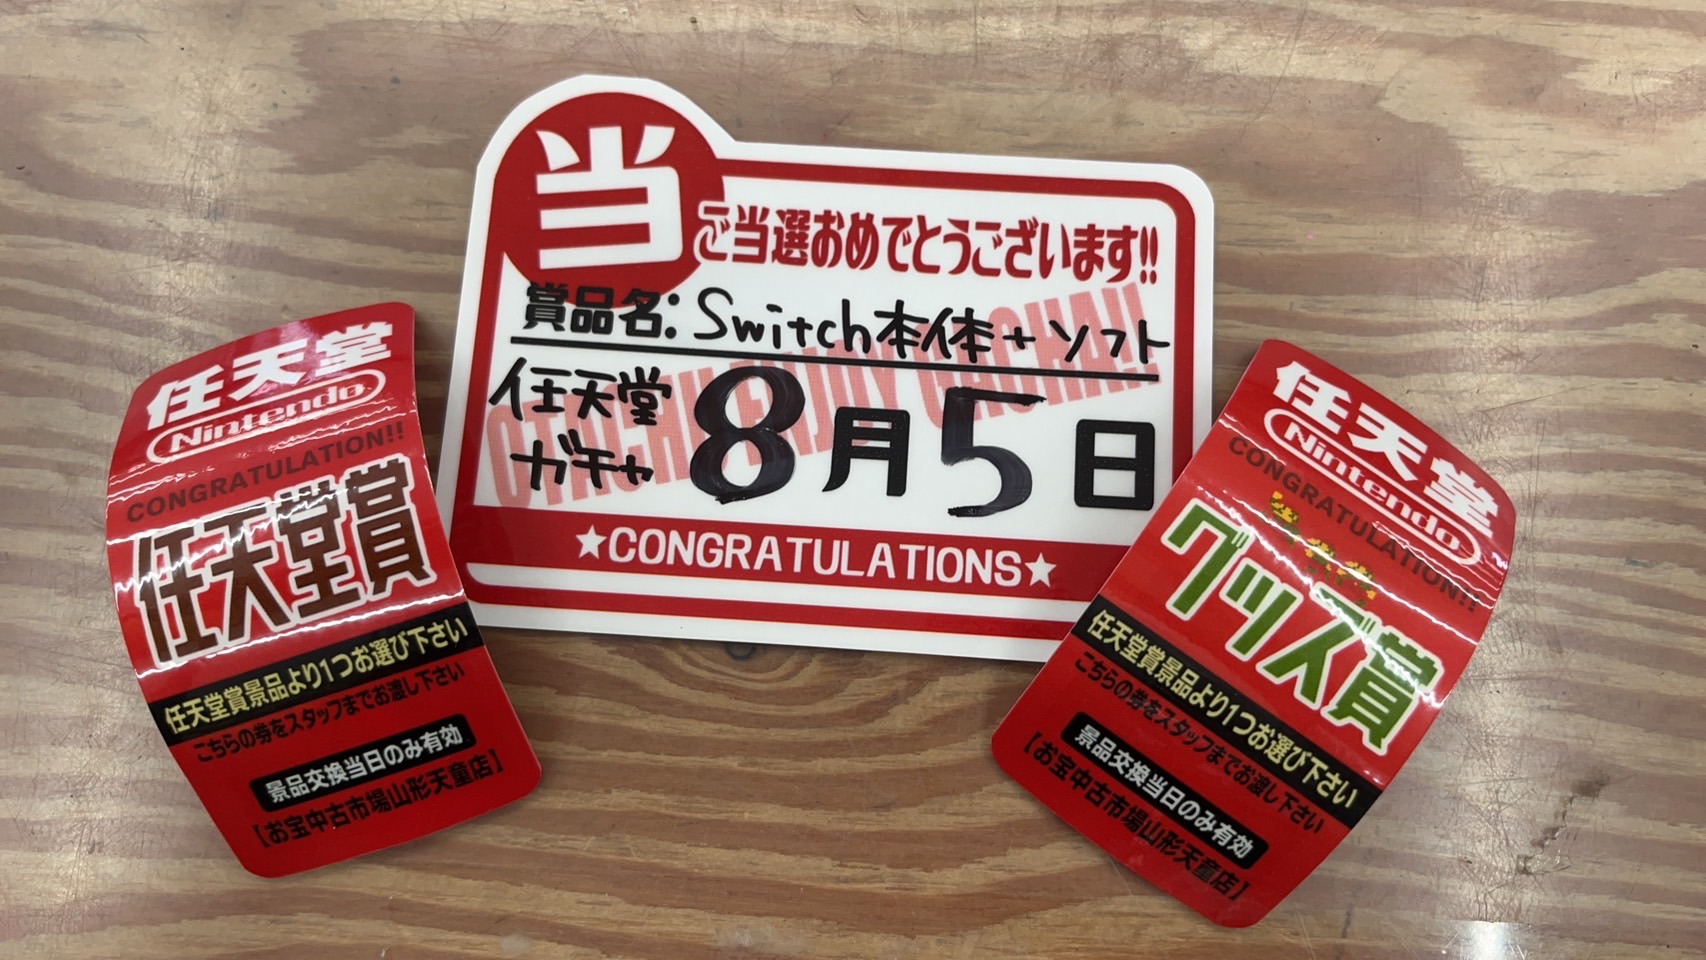 当
ご当選おめでとうございます!!
賞品名:Switch本体+ソフト
任天堂
ガチャ
8月5日
OTACHU ENJOY GACHA!!
★CONGRATULATIONS★
任天堂
Nintendo
CONGRATULATION!!
任天堂賞
任天堂賞景品より1つお選び下さい
こちらの券をスタッフまでお渡し下さい
景品交換当日のみ有効
【お宝中古市場山形天童店】
任天堂
Nintendo
CONGRATULATION!!
グッズ賞
任天堂賞景品より1つお選び下さい
こちらの券をスタッフまでお渡し下さい
景品交換当日のみ有効
【お宝中古市場山形天童店】